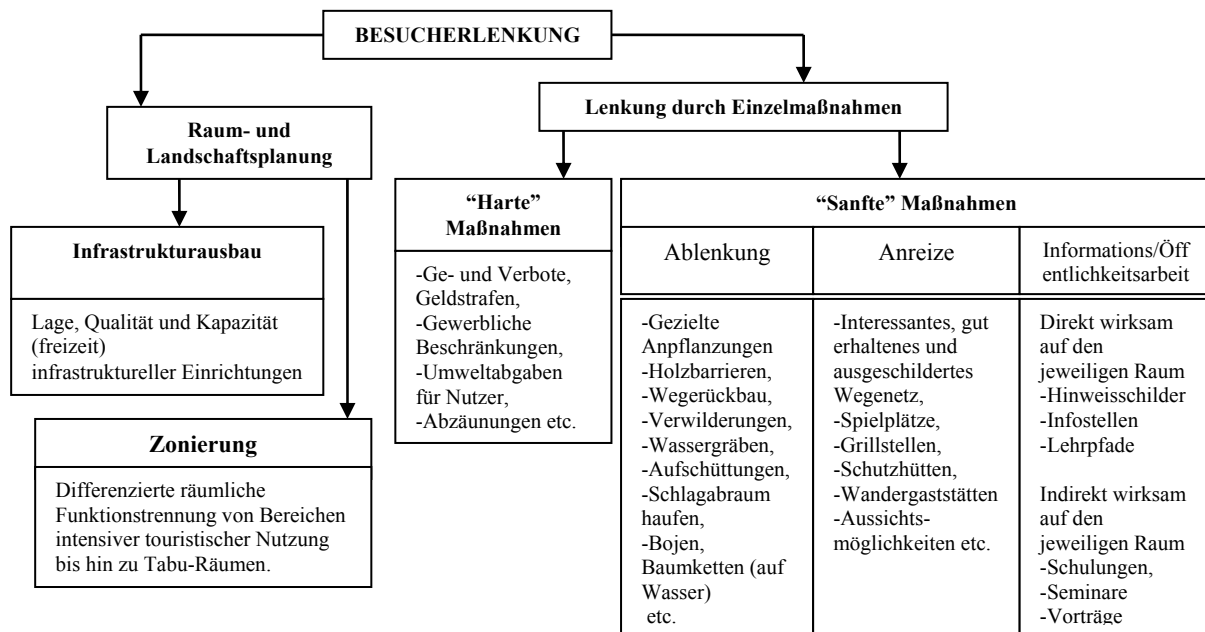 BESUCHERLENKUNG
Raum- und
Landschaftsplanung
Infrastrukturausbau
Lage, Qualität und Kapazität
(freizeit)
infrastruktureller Einrichtungen
Zonierung
Differenzierte räumliche
Funktionstrennung von Bereichen
intensiver touristischer Nutzung
bis hin zu Tabu-Räumen.
Lenkung durch Einzelmaßnahmen
“Harte”
Maßnahmen
-Ge- und Verbote,
Geldstrafen,
-Gewerbliche
Beschränkungen,
-Umweltabgaben
für Nutzer,
-Abzäunungen etc.
“Sanfte” Maßnahmen
Ablenkung
-Gezielte
Anpflanzungen
-Holzbarrieren,
-Wegerückbau,
-Verwilderungen,
-Wassergräben,
-Aufschüttungen,
-Schlagabraum
haufen,
-Bojen,
Baumketten (auf
Wasser)
etc.
Anreize
-Interessantes, gut
erhaltenes und
ausgeschildertes
Wegenetz,
-Spielplätze,
-Grillstellen,
-Schutzhütten,
-Wandergaststätten
-Aussichts-
möglichkeiten etc.
Informations/Öff
entlichkeitsarbeit
Direkt wirksam
auf den
jeweiligen Raum
-Hinweisschilder
-Infostellen
-Lehrpfade
Indirekt wirksam
auf den
jeweiligen Raum
-Schulungen,
-Seminare
-Vorträge